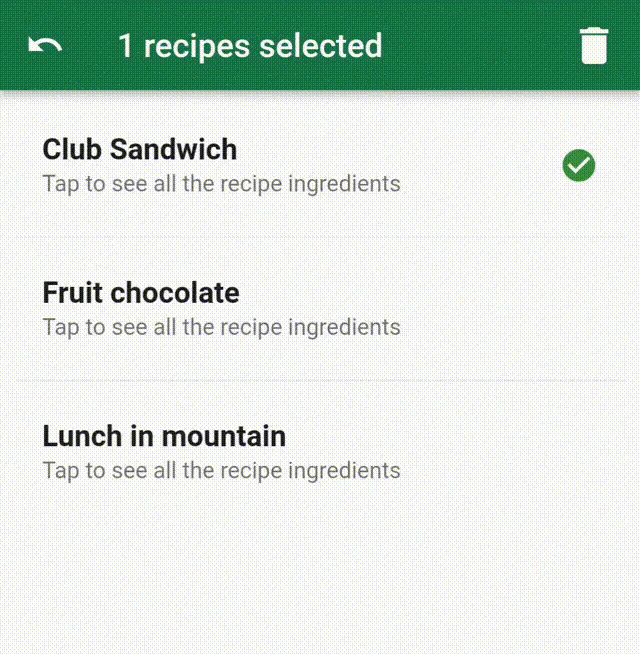 1 recipes selected
Club Sandwich
Tap to see all the recipe ingredients
Fruit chocolate
Tap to see all the recipe ingredients
Lunch in mountain
Tap to see all the recipe ingredients